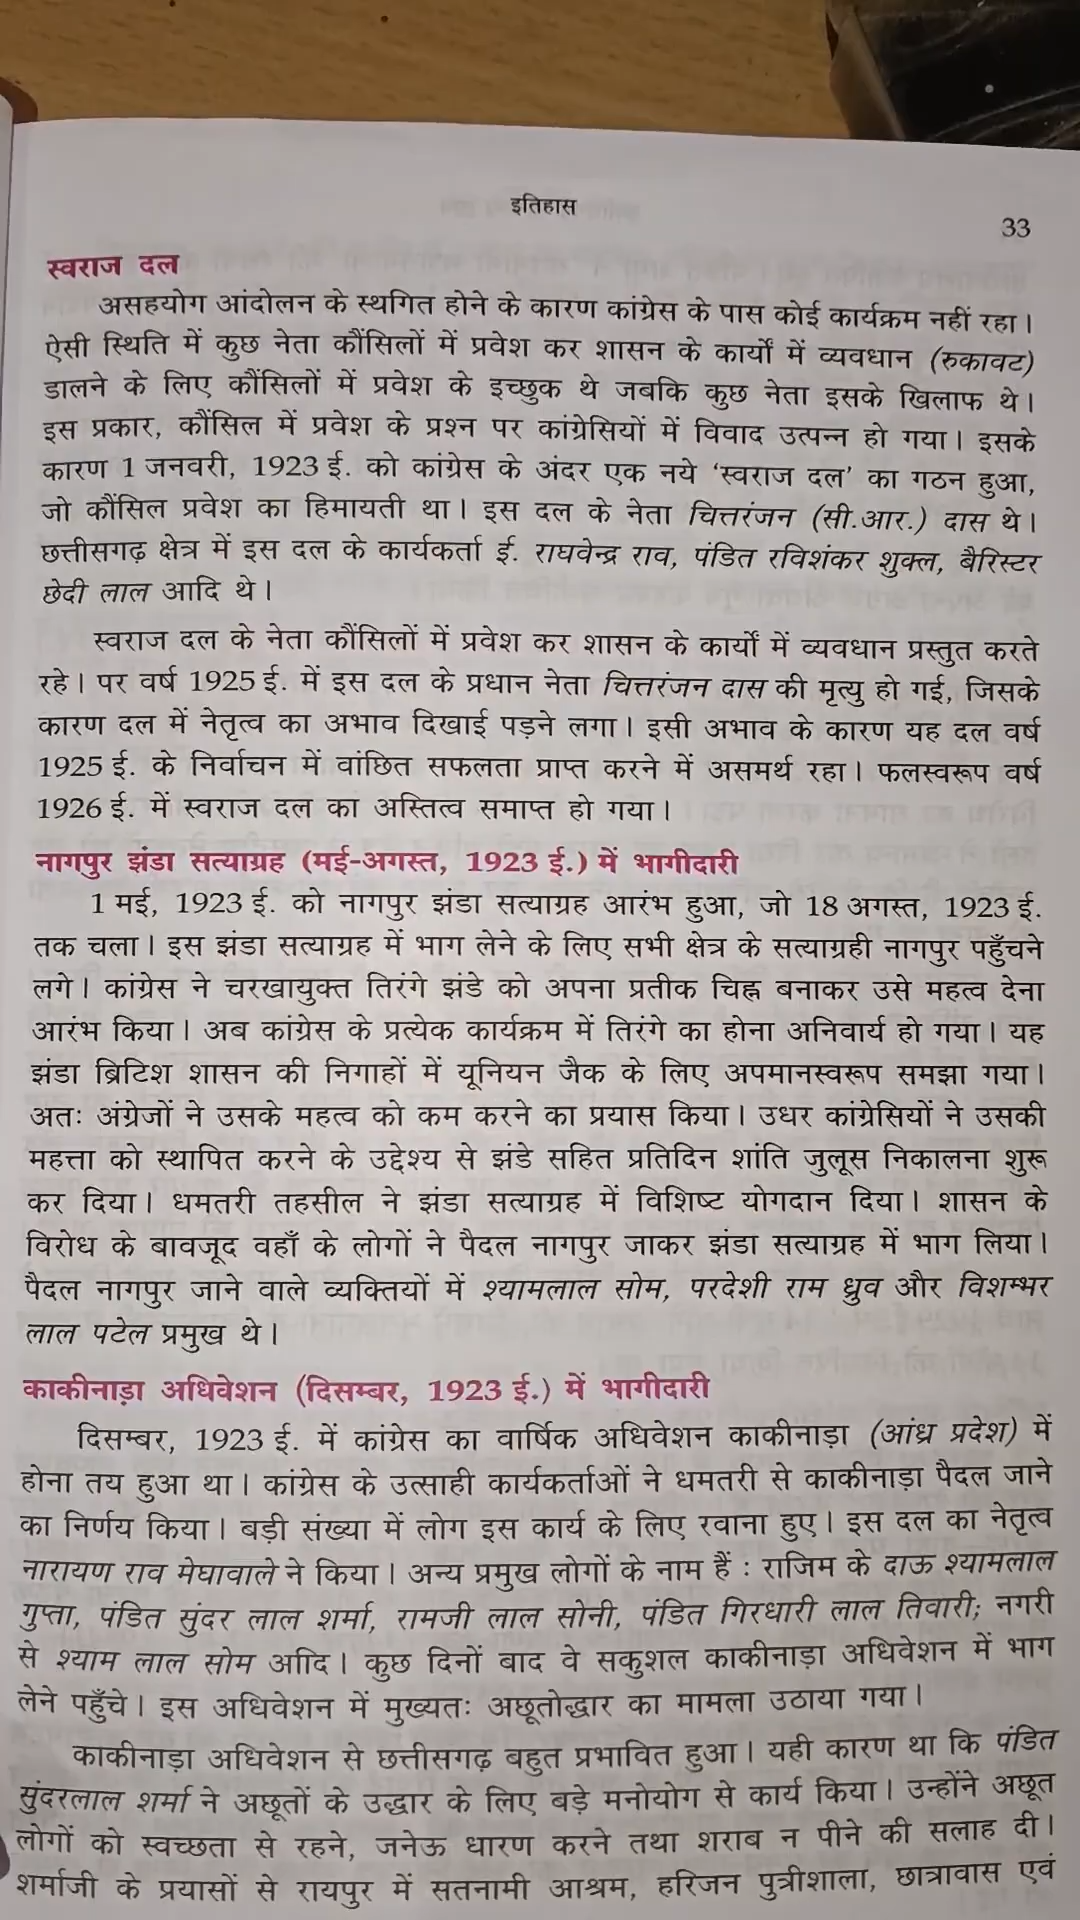 इतिहास
33
स्वराज दल
असहयोग आंदोलन के स्थगित होने के कारण कांग्रेस के पास कोई कार्यक्रम नहीं रहा।
ऐसी स्थिति में कुछ नेता कौंसिलों में प्रवेश कर शासन के कार्यों में व्यवधान (रुकावट)
डालने के लिए कौंसिलों में प्रवेश के इच्छुक थे जबकि कुछ नेता इसके खिलाफ थे।
इस प्रकार, कौंसिल में प्रवेश के प्रश्न पर कांग्रेसियों में विवाद उत्पन्न हो गया। इसके
कारण 1 जनवरी, 1923 ई. को कांग्रेस के अंदर एक नये ‘स्वराज दल’ का गठन हुआ,
जो कौंसिल प्रवेश का हिमायती था। इस दल के नेता चित्तरंजन (सी.आर.) दास थे।
छत्तीसगढ़ क्षेत्र में इस दल के कार्यकर्ता ई. राघवेन्द्र राव, पंडित रविशंकर शुक्ल, बैरिस्टर
छेदी लाल आदि थे।
स्वराज दल के नेता कौंसिलों में प्रवेश कर शासन के कार्यों में व्यवधान प्रस्तुत करते
रहे। पर वर्ष 1925 ई. में इस दल के प्रधान नेता चित्तरंजन दास की मृत्यु हो गई, जिसके
कारण दल में नेतृत्व का अभाव दिखाई पड़ने लगा। इसी अभाव के कारण यह दल वर्ष
1925 ई. के निर्वाचन में वांछित सफलता प्राप्त करने में असमर्थ रहा। फलस्वरूप वर्ष
1926 ई. में स्वराज दल का अस्तित्व समाप्त हो गया।
नागपुर झंडा सत्याग्रह (मई-अगस्त, 1923 ई.) में भागीदारी
1 मई, 1923 ई. को नागपुर झंडा सत्याग्रह आरंभ हुआ, जो 18 अगस्त, 1923 ई.
तक चला। इस झंडा सत्याग्रह में भाग लेने के लिए सभी क्षेत्र के सत्याग्रही नागपुर पहुँचने
लगे। कांग्रेस ने चरखायुक्त तिरंगे झंडे को अपना प्रतीक चिह्न बनाकर उसे महत्व देना
आरंभ किया। अब कांग्रेस के प्रत्येक कार्यक्रम में तिरंगे का होना अनिवार्य हो गया। यह
झंडा ब्रिटिश शासन की निगाहों में यूनियन जैक के लिए अपमानस्वरूप समझा गया।
अतः अंग्रेजों ने उसके महत्व को कम करने का प्रयास किया। उधर कांग्रेसियों ने उसकी
महत्ता को स्थापित करने के उद्देश्य से झंडे सहित प्रतिदिन शांति जुलूस निकालना शुरू
कर दिया। धमतरी तहसील ने झंडा सत्याग्रह में विशिष्ट योगदान दिया। शासन के
विरोध के बावजूद वहाँ के लोगों ने पैदल नागपुर जाकर झंडा सत्याग्रह में भाग लिया।
पैदल नागपुर जाने वाले व्यक्तियों में श्यामलाल सोम, परदेशी राम ध्रुव और विशम्भर
लाल पटेल प्रमुख थे।
काकीनाड़ा अधिवेशन (दिसम्बर, 1923 ई.) में भागीदारी
दिसम्बर, 1923 ई. में कांग्रेस का वार्षिक अधिवेशन काकीनाड़ा (आंध्र प्रदेश) में
होना तय हुआ था। कांग्रेस के उत्साही कार्यकर्ताओं ने धमतरी से काकीनाड़ा पैदल जाने
का निर्णय किया। बड़ी संख्या में लोग इस कार्य के लिए रवाना हुए। इस दल का नेतृत्व
नारायण राव मेघावाले ने किया। अन्य प्रमुख लोगों के नाम हैं : राजिम के दाऊ श्यामलाल
गुप्ता, पंडित सुंदर लाल शर्मा, रामजी लाल सोनी, पंडित गिरधारी लाल तिवारी; नगरी
से श्याम लाल सोम आदि। कुछ दिनों बाद वे सकुशल काकीनाड़ा अधिवेशन में भाग
लेने पहुँचे। इस अधिवेशन में मुख्यतः अछूतोद्धार का मामला उठाया गया।
काकीनाड़ा अधिवेशन से छत्तीसगढ़ बहुत प्रभावित हुआ। यही कारण था कि पंडित
सुंदरलाल शर्मा ने अछूतों के उद्धार के लिए बड़े मनोयोग से कार्य किया। उन्होंने अछूत
लोगों को स्वच्छता से रहने, जनेऊ धारण करने तथा शराब न पीने की सलाह दी।
शर्माजी के प्रयासों से रायपुर में सतनामी आश्रम, हरिजन पुत्रीशाला, छात्रावास एवं